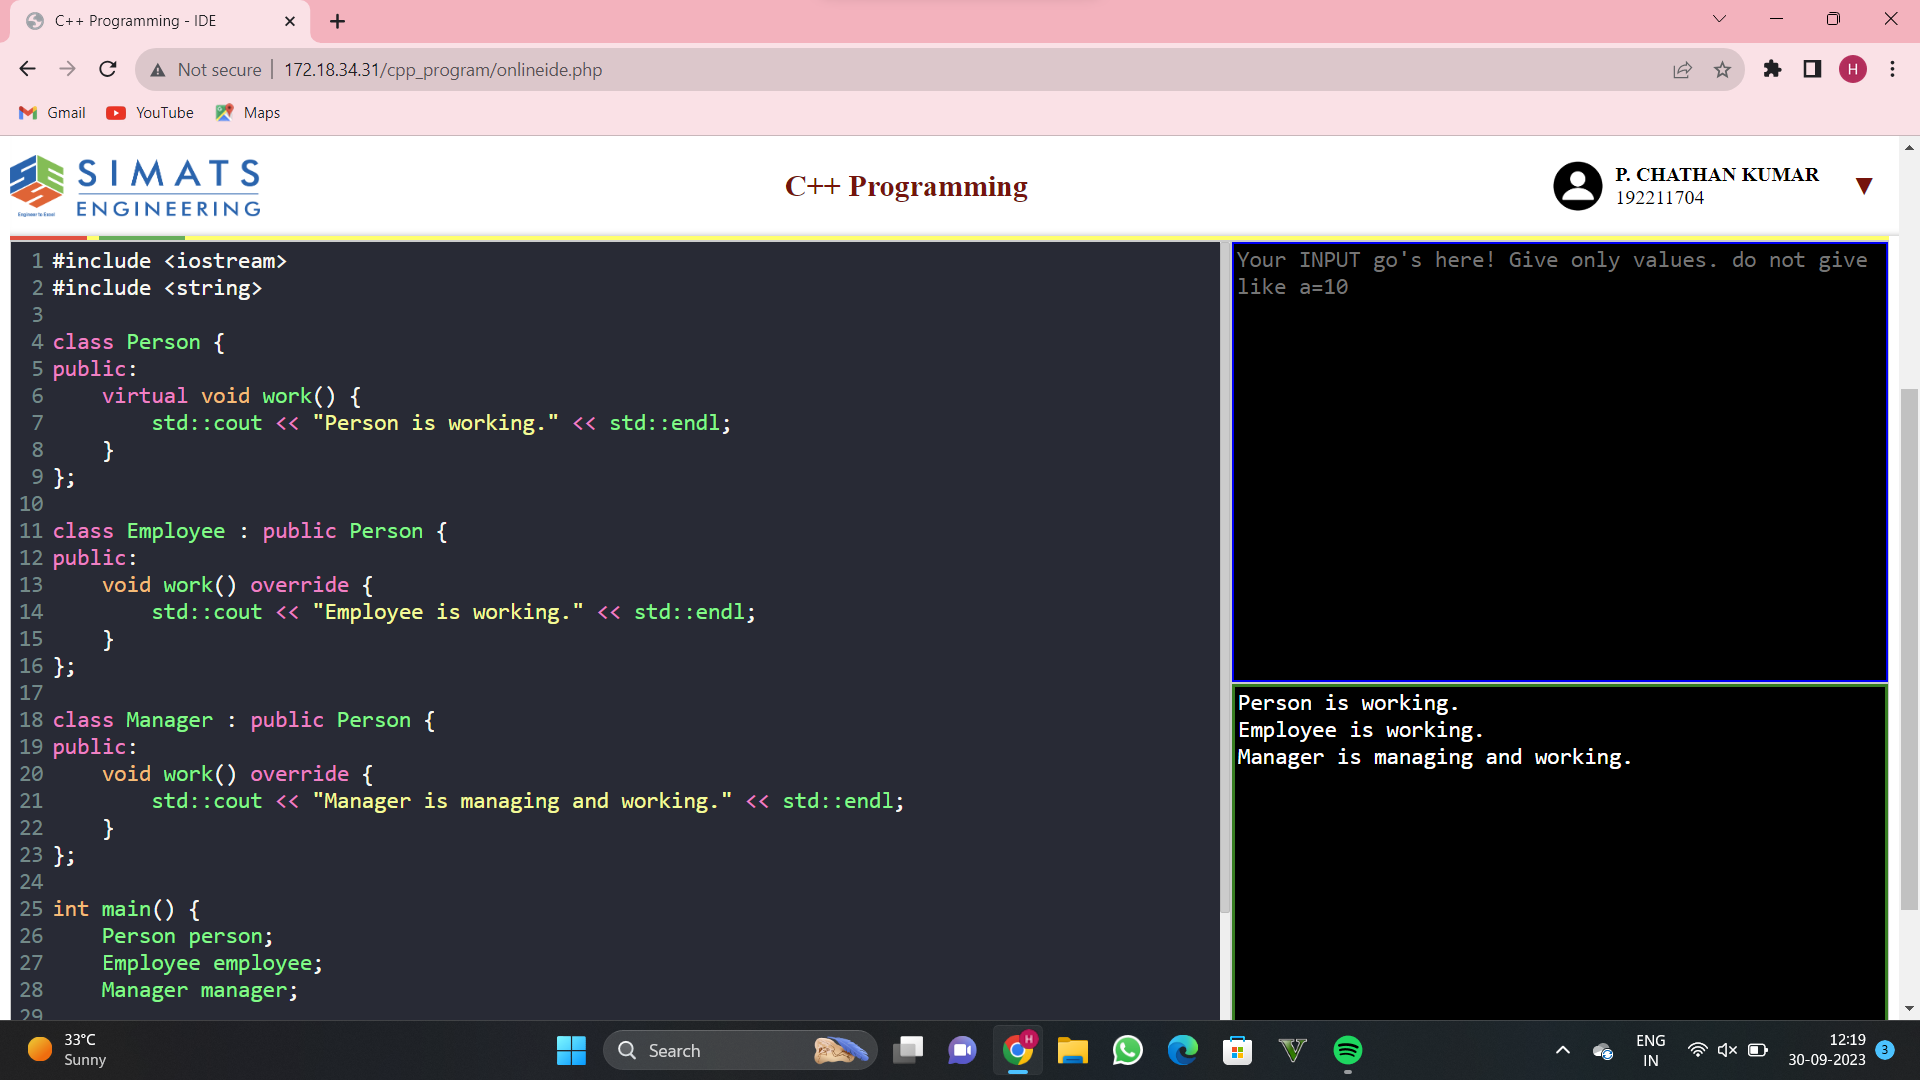 C++ Programming - IDE
Not secure 172.18.34.31/cpp_program/onlineide.php
H
Gmail YouTube Maps
SIMATS
ENGINEERING
Engineer to Excel
C++ Programming
P. CHATHAN KUMAR
192211704
1 #include <iostream>
2 #include <string>
3
4 class Person {
5 public:
6     virtual void work() {
7         std::cout << "Person is working." << std::endl;
8     }
9 };
10
11 class Employee : public Person {
12 public:
13     void work() override {
14         std::cout << "Employee is working." << std::endl;
15     }
16 };
17
18 class Manager : public Person {
19 public:
20     void work() override {
21         std::cout << "Manager is managing and working." << std::endl;
22     }
23 };
24
25 int main() {
26     Person person;
27     Employee employee;
28     Manager manager;
29
Your INPUT go's here! Give only values. do not give
like a=10
Person is working.
Employee is working.
Manager is managing and working.
33°C
Sunny
Search
H
ENG
IN
12:19
30-09-2023
3